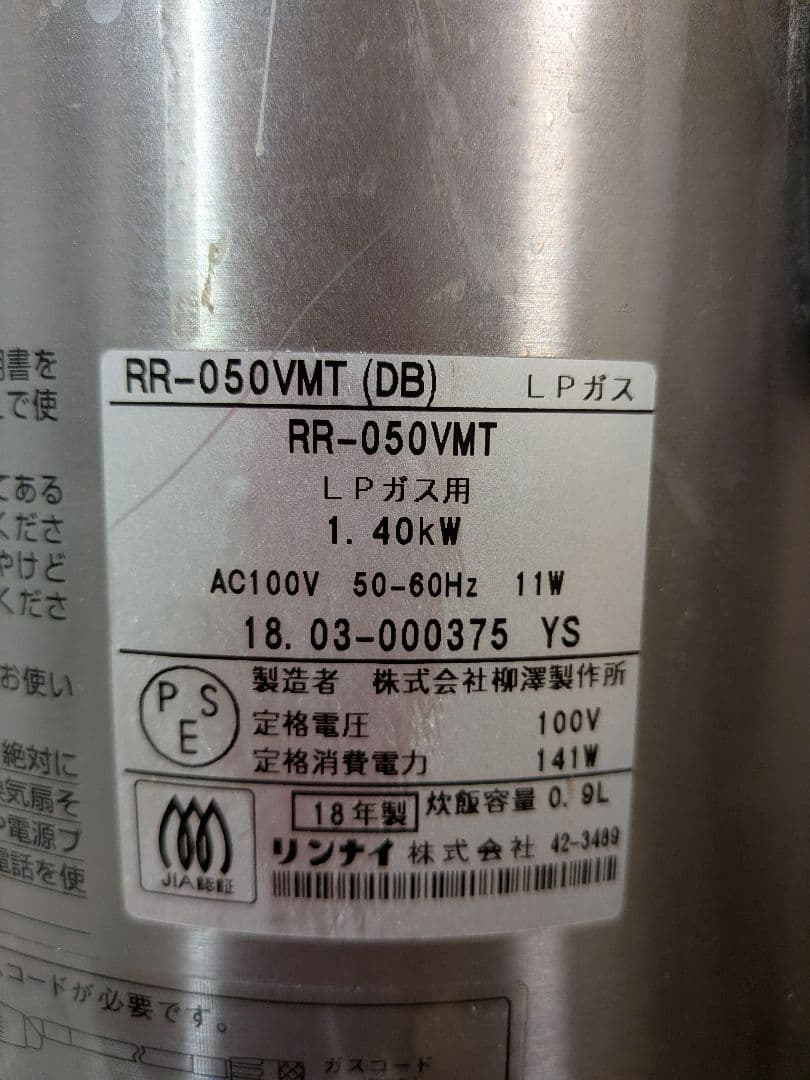 RR-050VMT (DB) LPガス
RR-050VMT
LPガス用
1.40kW
AC100V 50-60Hz 11W
18.03-000375 YS
PSE
製造者 株式会社柳澤製作所
定格電圧 100V
定格消費電力 141W
JIA認証
18年製 炊飯容量 0.9L
リンナイ株式会社 42-3489
書を
で使
てある
くださ
やけど
くださ
お使い
絶対に
気扇そ
電源プ
電話を使
コードが必要です。
ガスコード